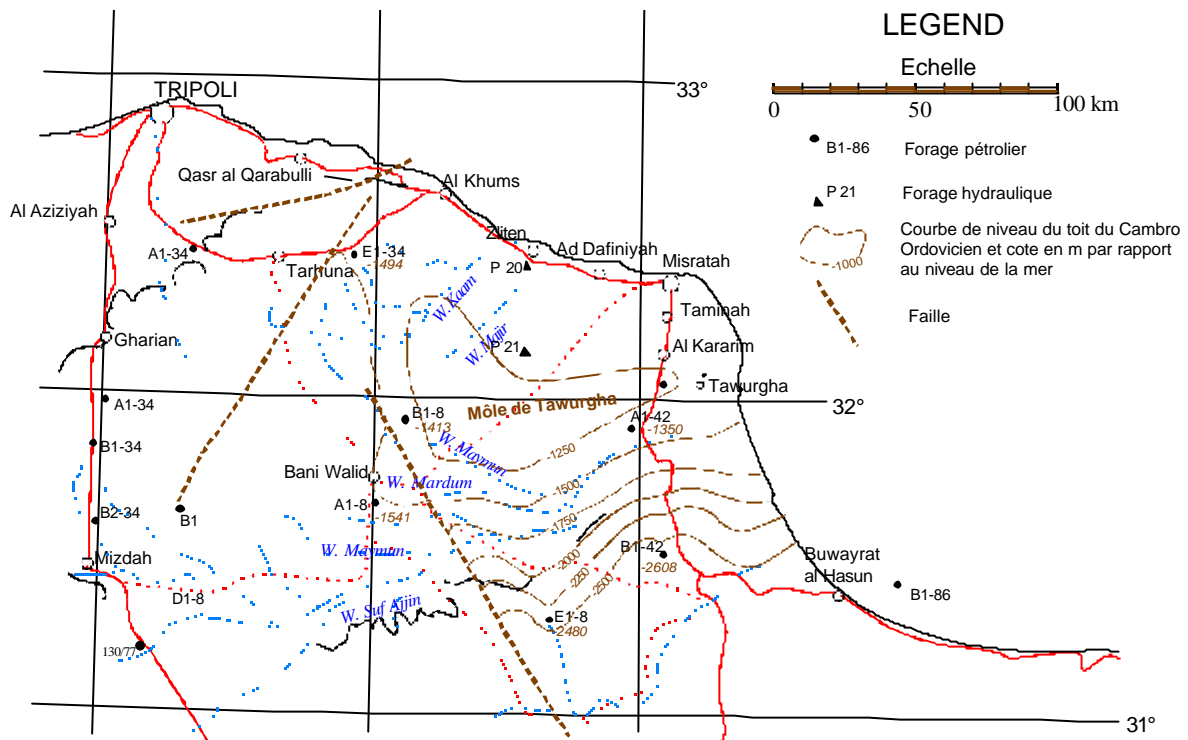 LEGEND
Echelle
0 50 100 km
B1-86 Forage pétrolier
P 21 Forage hydraulique
-1000
Courbe de niveau du toit du Cambro
Ordovicien et cote en m par rapport
au niveau de la mer
Faille
33°
TRIPOLI
Qasr al Qarabulli
Al Khums
Al Aziziyah
Zliten
Ad Dafiniyah
A1-34
E1-34
-1494
Tarhuna
P 20
Misratah
W. Kaam
Taminah
Gharian
W. Majir
P 21
Al Kararim
Tawurgha
A1-34
Môle de Tawurgha
32°
B1-8
-1413
A1-42
-1350
B1-34
W. Maymun
-1250
Bani Walid
W. Mardum
-1500
A1-8
-1541
B2-34
B1
-1750
W. Maymun
B1-42
-2608
Mizdah
-2000
-2250
-2500
Buwayrat
al Hasun
B1-86
D1-8
W. Suf Ajjin
E1-8
-2480
130/77
31°